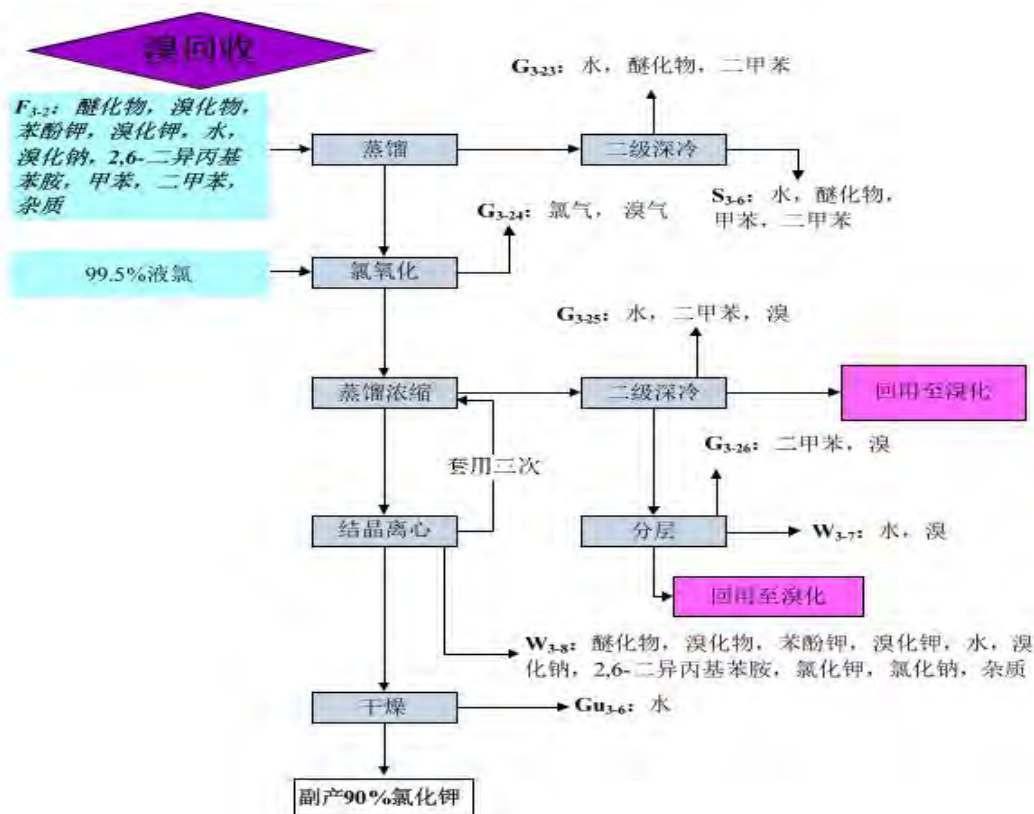 溴回收
G3-23：水，醚化物，二甲苯
F3-2：醚化物，溴化物，
苯酚钾，溴化钾，水，
溴化钠，2,6-二异丙基
苯胺，甲苯，二甲苯，
杂质
蒸馏
二级深冷
S3-6：水，醚化物，
甲苯，二甲苯
G3-24：氯气，溴气
99.5%液氯
氯氧化
G3-25：水，二甲苯，溴
蒸馏浓缩
二级深冷
回用至溴化
G3-26：二甲苯，溴
套用三次
结晶离心
分层
W3-7：水，溴
回用至溴化
W3-8：醚化物，溴化物，苯酚钾，溴化钾，水，溴
化钠，2,6-二异丙基苯胺，氯化钾，氯化钠，杂质
干燥
Gu3-6：水
副产90%氯化钾